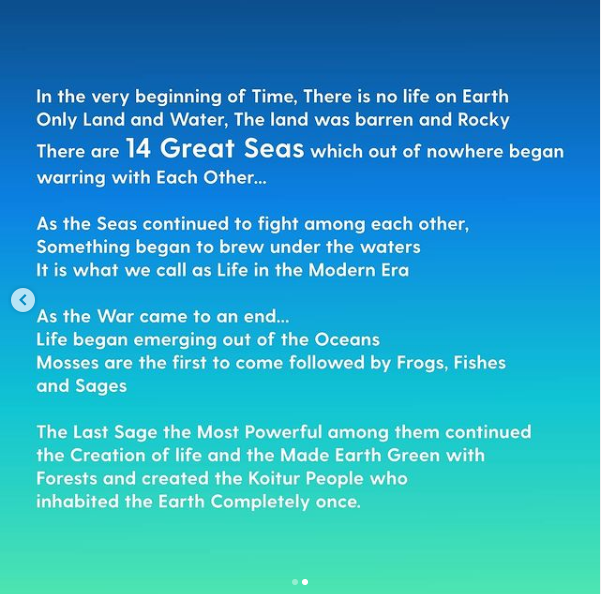 In the very beginning of Time, There is no life on Earth
Only Land and Water, The land was barren and Rocky
There are 14 Great Seas which out of nowhere began
warring with Each Other...
As the Seas continued to fight among each other,
Something began to brew under the waters
It is what we call as Life in the Modern Era
As the War came to an end...
Life began emerging out of the Oceans
Mosses are the first to come followed by Frogs, Fishes
and Sages
The Last Sage the Most Powerful among them continued
the Creation of life and the Made Earth Green with
Forests and created the Koitur People who
inhabited the Earth Completely once.